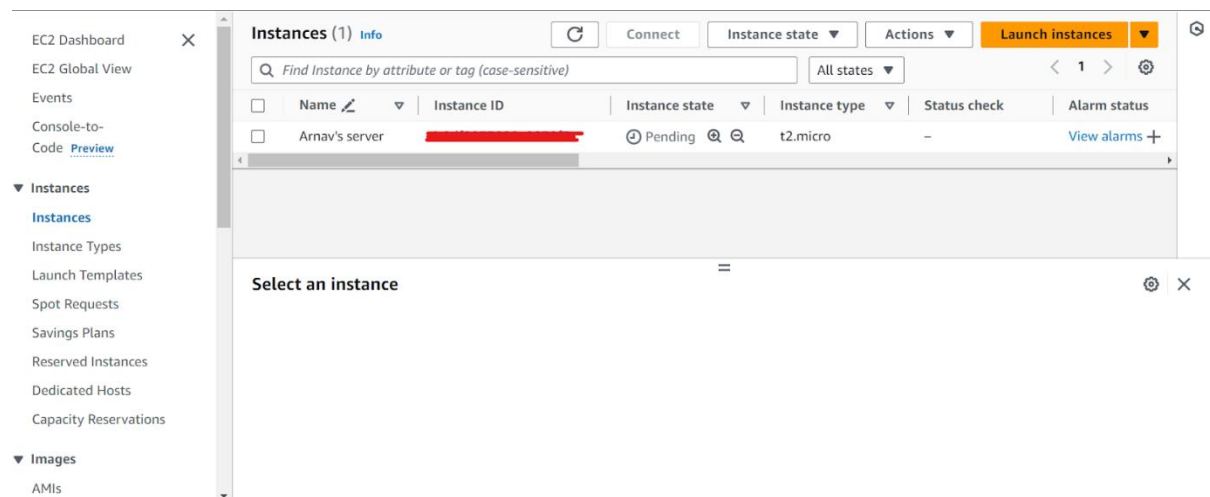 EC2 Dashboard
EC2 Global View
Events
Console-to-
Code Preview
Instances
Instances
Instance Types
Launch Templates
Spot Requests
Savings Plans
Reserved Instances
Dedicated Hosts
Capacity Reservations
Images
AMIs
Instances (1) Info
Connect
Instance state
Actions
Launch instances
Find Instance by attribute or tag (case-sensitive)
All states
1
Name
Instance ID
Instance state
Instance type
Status check
Alarm status
Arnav's server
Pending
t2.micro
–
View alarms
Select an instance